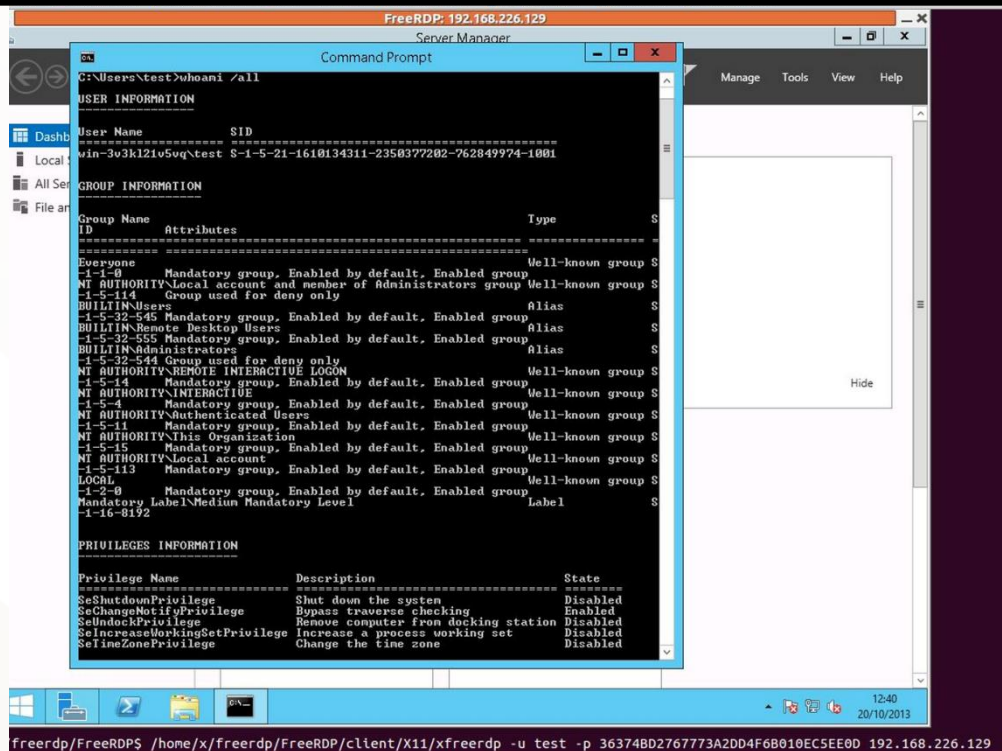 FreeRDP: 192.168.226.129
Server Manager
Command Prompt
Manage Tools View Help
C:\Users\test>whoami /all
USER INFORMATION
----------------
User Name SID
===================== =============================================
win-3v3kl21v5vq\test S-1-5-21-1610134311-2350377202-762849974-1001
GROUP INFORMATION
-----------------
Group Name Type S
ID Attributes
Everyone Well-known group S
-1-1-0 Mandatory group, Enabled by default, Enabled group
NT AUTHORITY\Local account and member of Administrators group Well-known group S
-1-5-114 Group used for deny only
BUILTIN\Users Alias S
-1-5-32-545 Mandatory group, Enabled by default, Enabled group
BUILTIN\Remote Desktop Users Alias S
-1-5-32-555 Mandatory group, Enabled by default, Enabled group
BUILTIN\Administrators Alias S
-1-5-32-544 Group used for deny only
NT AUTHORITY\REMOTE INTERACTIVE LOGON Well-known group S
-1-5-14 Mandatory group, Enabled by default, Enabled group
NT AUTHORITY\INTERACTIVE Well-known group S
-1-5-4 Mandatory group, Enabled by default, Enabled group
NT AUTHORITY\Authenticated Users Well-known group S
-1-5-11 Mandatory group, Enabled by default, Enabled group
NT AUTHORITY\This Organization Well-known group S
-1-5-15 Mandatory group, Enabled by default, Enabled group
NT AUTHORITY\Local account Well-known group S
-1-5-113 Mandatory group, Enabled by default, Enabled group
LOCAL Well-known group S
-1-2-0 Mandatory group, Enabled by default, Enabled group
Mandatory Label\Medium Mandatory Level Label S
-1-16-8192
PRIVILEGES INFORMATION
----------------------
Privilege Name Description State
============================= ==================================== ========
SeShutdownPrivilege Shut down the system Disabled
SeChangeNotifyPrivilege Bypass traverse checking Enabled
SeUndockPrivilege Remove computer from docking station Disabled
SeIncreaseWorkingSetPrivilege Increase a process working set Disabled
SeTimeZonePrivilege Change the time zone Disabled
Dashb
Local S
All Ser
File an
Hide
12:40
20/10/2013
freerdp/FreeRDP$ /home/x/freerdp/FreeRDP/client/X11/xfreerdp -u test -p 36374BD2767773A2DD4F6B010EC5EE0D 192.168.226.129